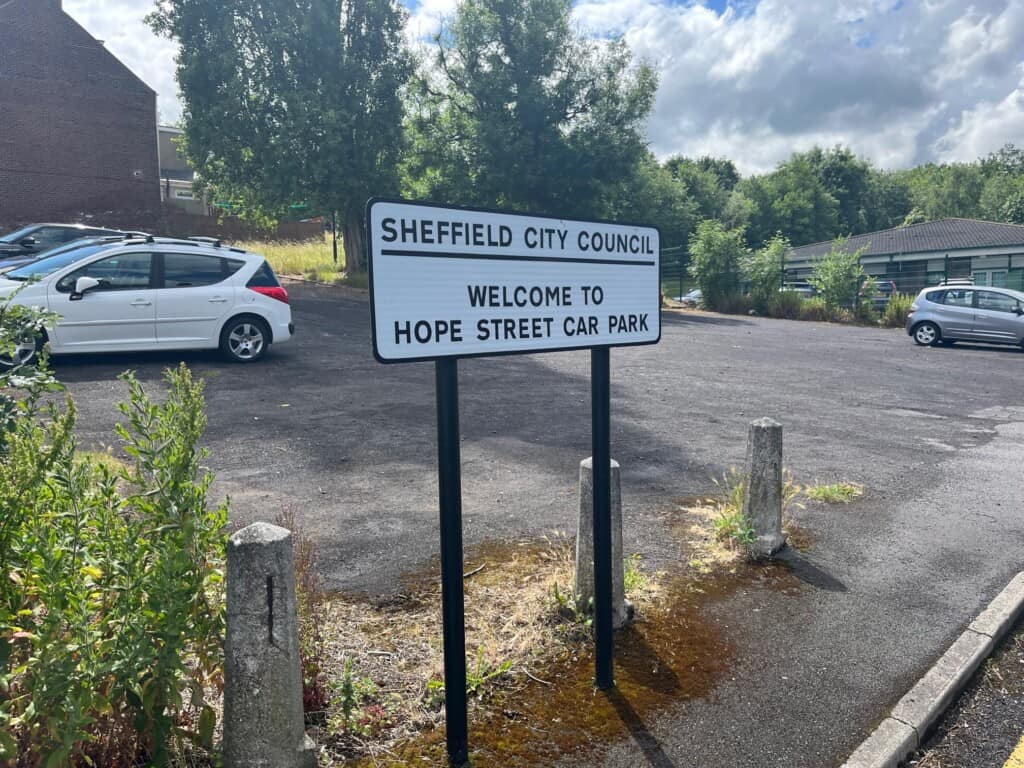 SHEFFIELD CITY COUNCIL
WELCOME TO
HOPE STREET CAR PARK